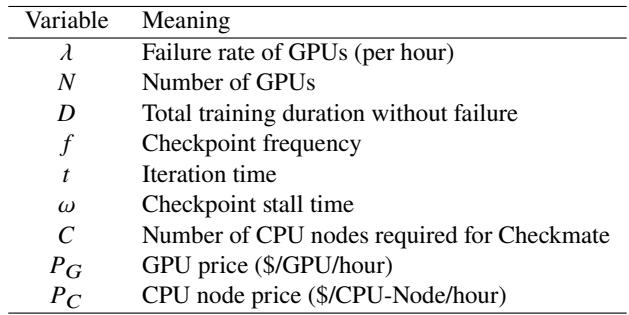 Variable Meaning
λ Failure rate of GPUs (per hour)
N Number of GPUs
D Total training duration without failure
f Checkpoint frequency
t Iteration time
ω Checkpoint stall time
C Number of CPU nodes required for Checkmate
P_G GPU price ($/GPU/hour)
P_C CPU node price ($/CPU-Node/hour)